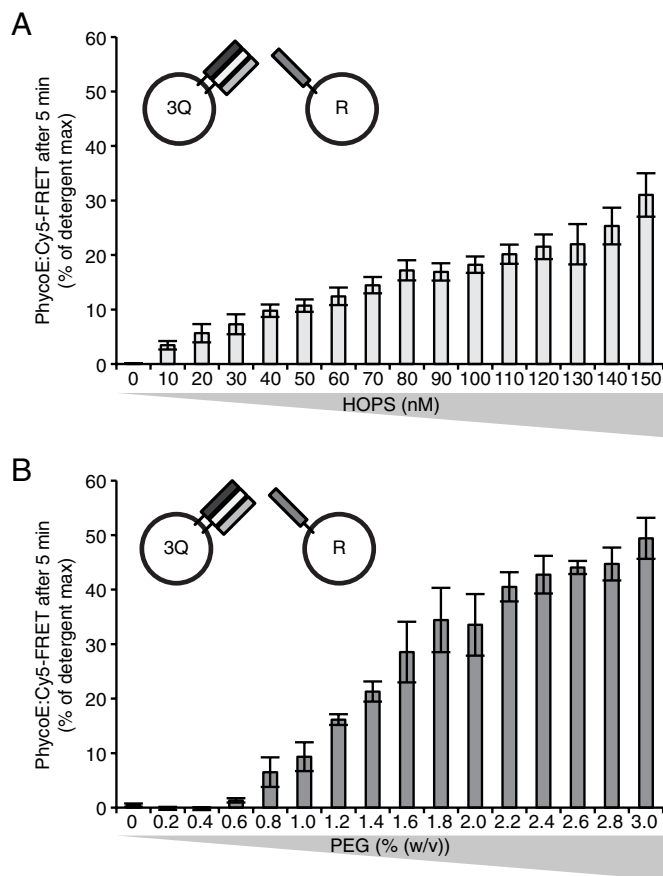 A
PhycoE:Cy5-FRET after 5 min
(% of detergent max)
60
50
40
30
20
10
0
3Q
R
0 10 20 30 40 50 60 70 80 90 100 110 120 130 140 150
HOPS (nM)
B
PhycoE:Cy5-FRET after 5 min
(% of detergent max)
60
50
40
30
20
10
0
3Q
R
0 0.2 0.4 0.6 0.8 1.0 1.2 1.4 1.6 1.8 2.0 2.2 2.4 2.6 2.8 3.0
PEG (% (w/v))